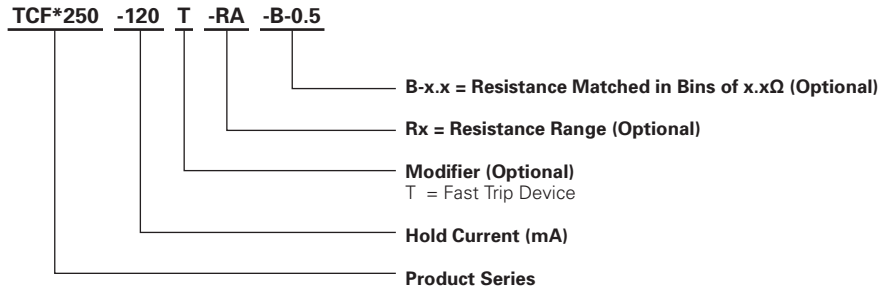 TCF*250 -120 T -RA -B-0.5
B-x.x = Resistance Matched in Bins of x.xΩ (Optional)
Rx = Resistance Range (Optional)
Modifier (Optional)
T = Fast Trip Device
Hold Current (mA)
Product Series